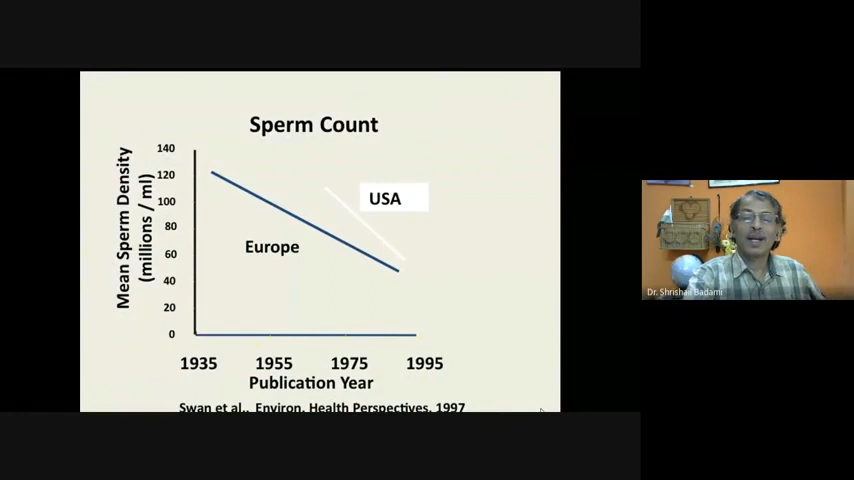 Sperm Count
Mean Sperm Density
(millions / ml)
140
120
100
80
60
40
20
0
USA
Europe
1935 1955 1975 1995
Publication Year
Swan et al., Environ. Health Perspectives, 1997
Dr. Shrishail Badami